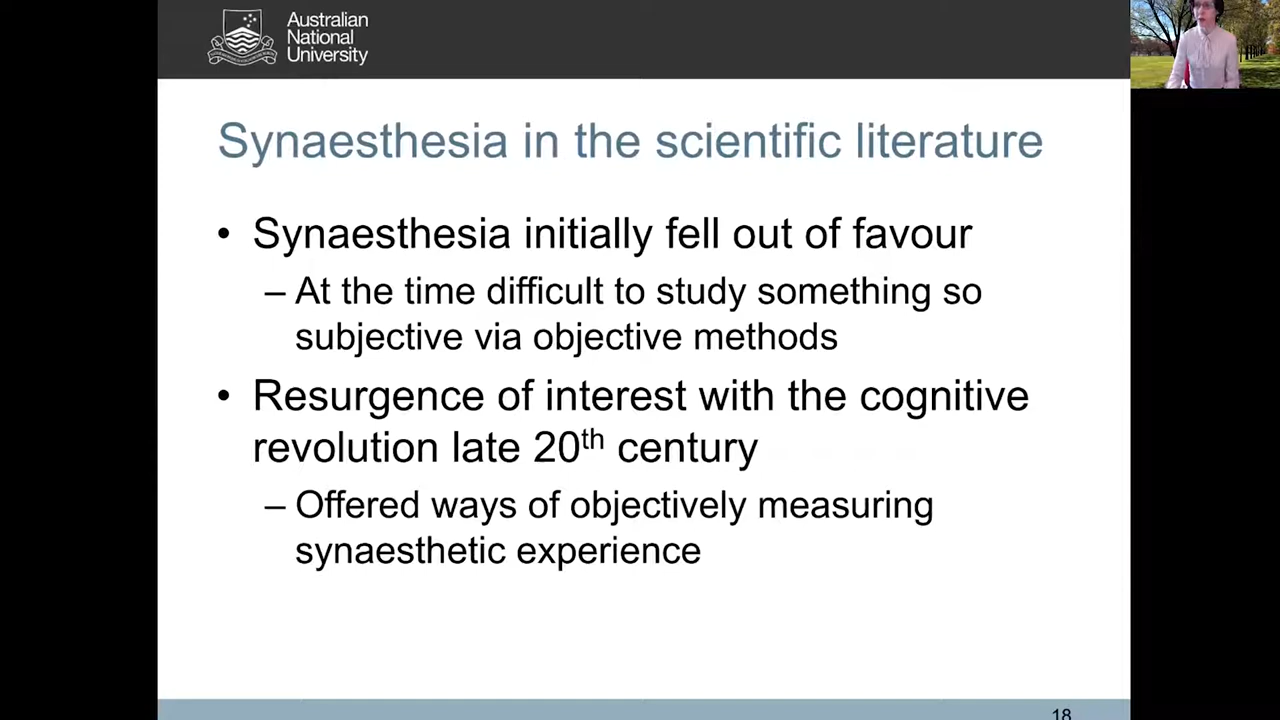 Australian
National
University
Synaesthesia in the scientific literature
• Synaesthesia initially fell out of favour
– At the time difficult to study something so
subjective via objective methods
• Resurgence of interest with the cognitive
revolution late 20th century
– Offered ways of objectively measuring
synaesthetic experience
18